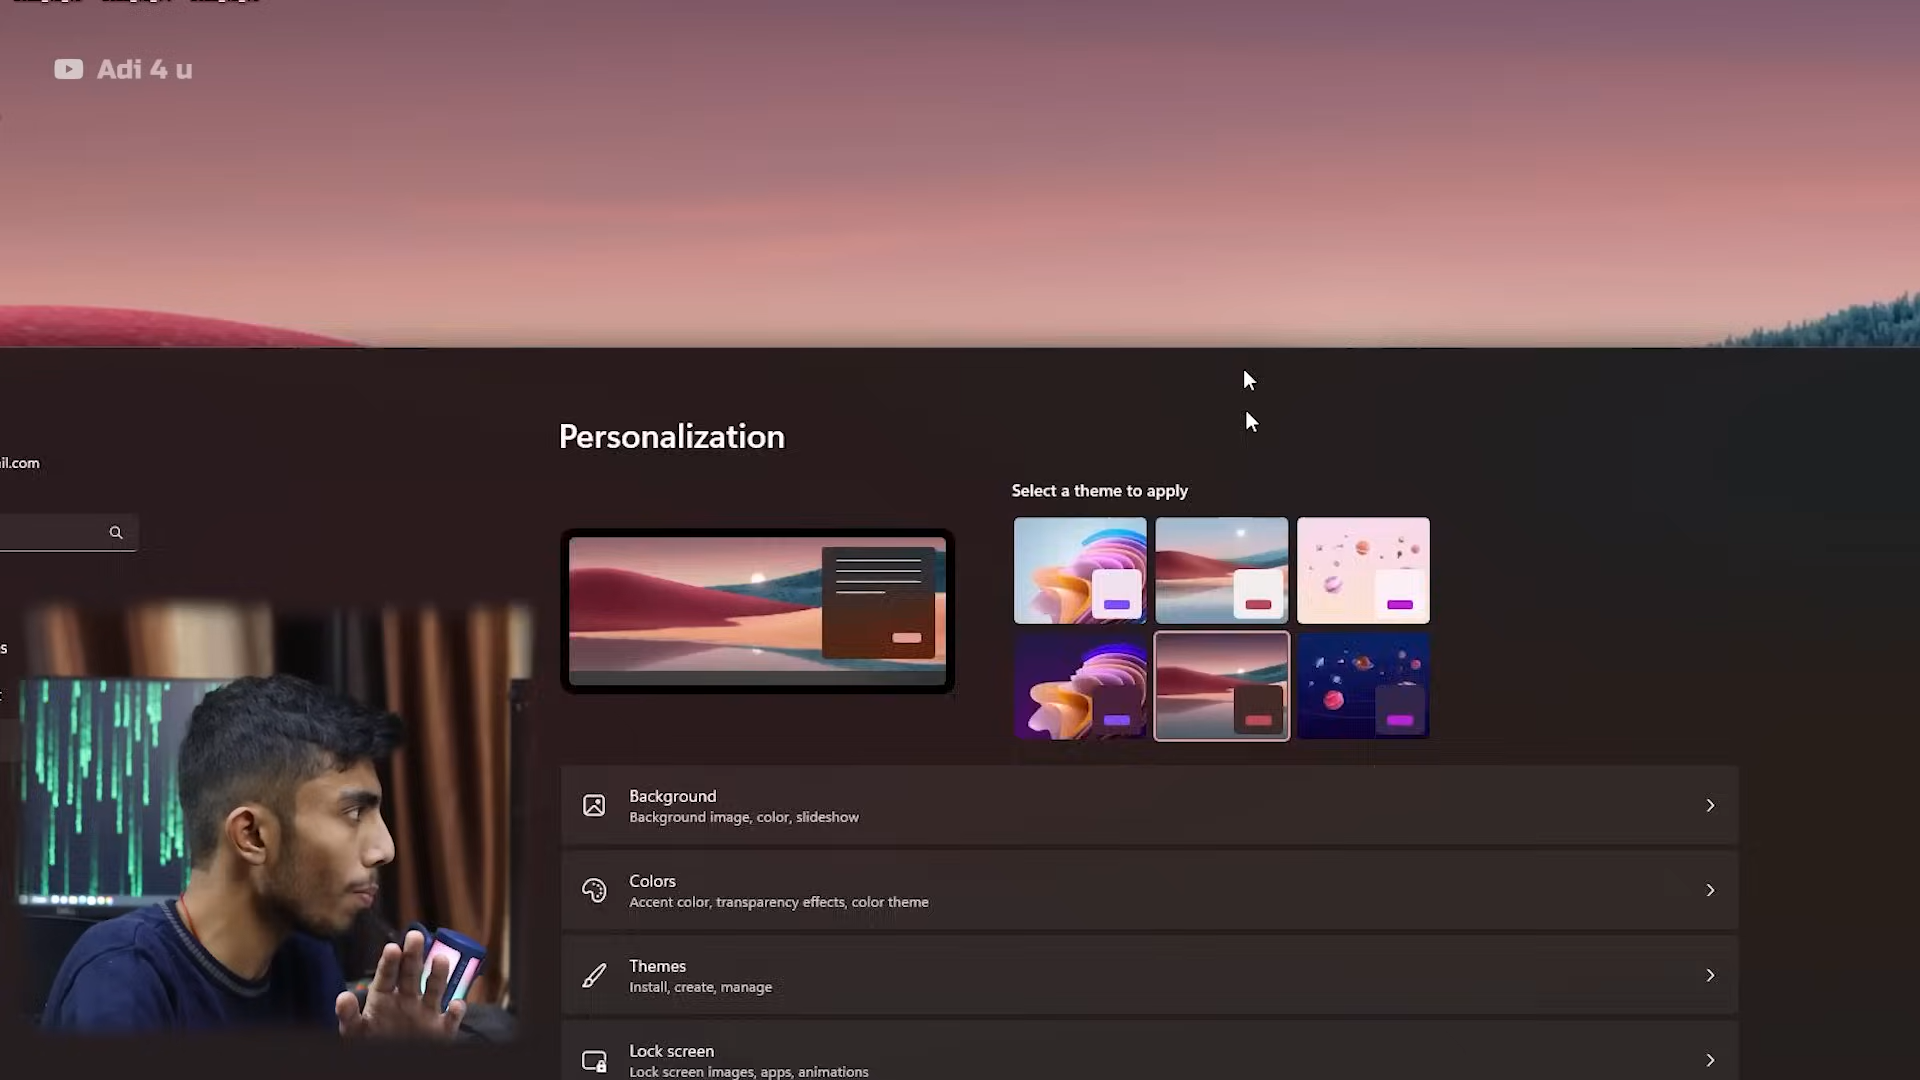 Adi 4 u
Personalization
il.com
Select a theme to apply
s
Background
Background image, color, slideshow
Colors
Accent color, transparency effects, color theme
Themes
Install, create, manage
Lock screen
Lock screen images, apps, animations